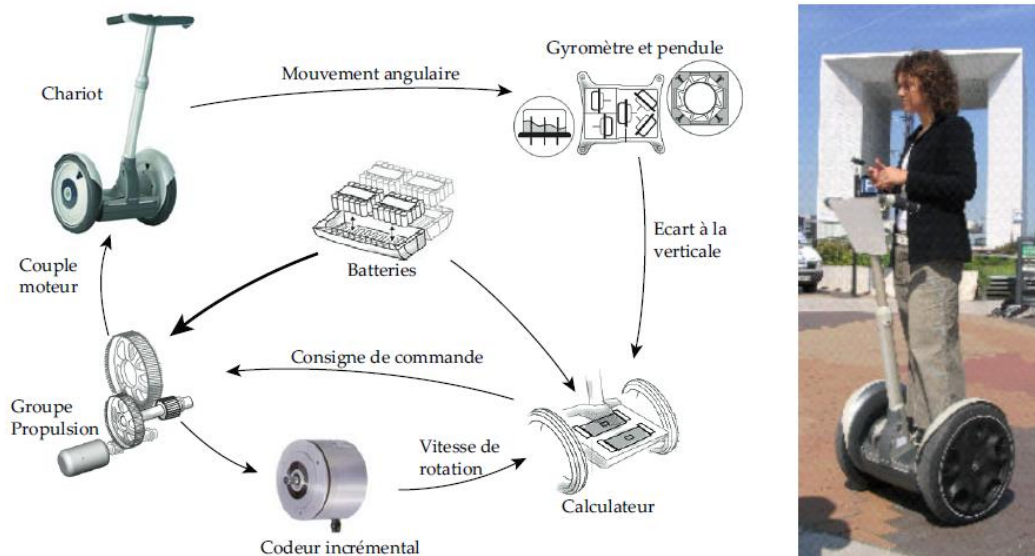 Gyromètre et pendule
Mouvement angulaire
Chariot
Ecart à la
verticale
Batteries
Couple
moteur
Consigne de commande
Groupe
Propulsion
Vitesse de
rotation
Calculateur
Codeur incrémental